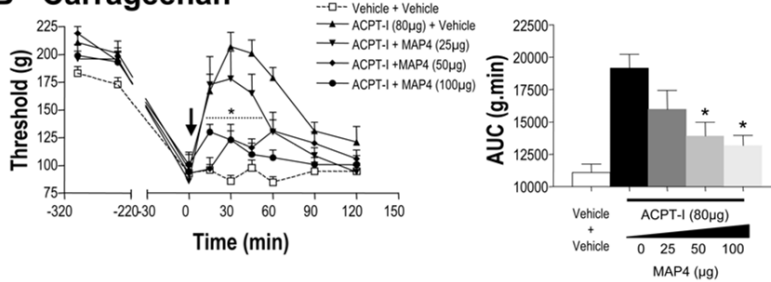 B - Carrageenan
Vehicle + Vehicle
ACPT-I (80µg) + Vehicle
ACPT-I + MAP4 (25µg)
ACPT-I +MAP4 (50µg)
ACPT-I + MAP4 (100µg)
Threshold (g)
225
200
175
150
125
100
75
*
-320
-220
-30
0
30
60
90
120
150
Time (min)
AUC (g.min)
22500
20000
17500
15000
12500
10000
*
*
Vehicle
+
Vehicle
ACPT-I (80µg)
0 25 50 100
MAP4 (µg)